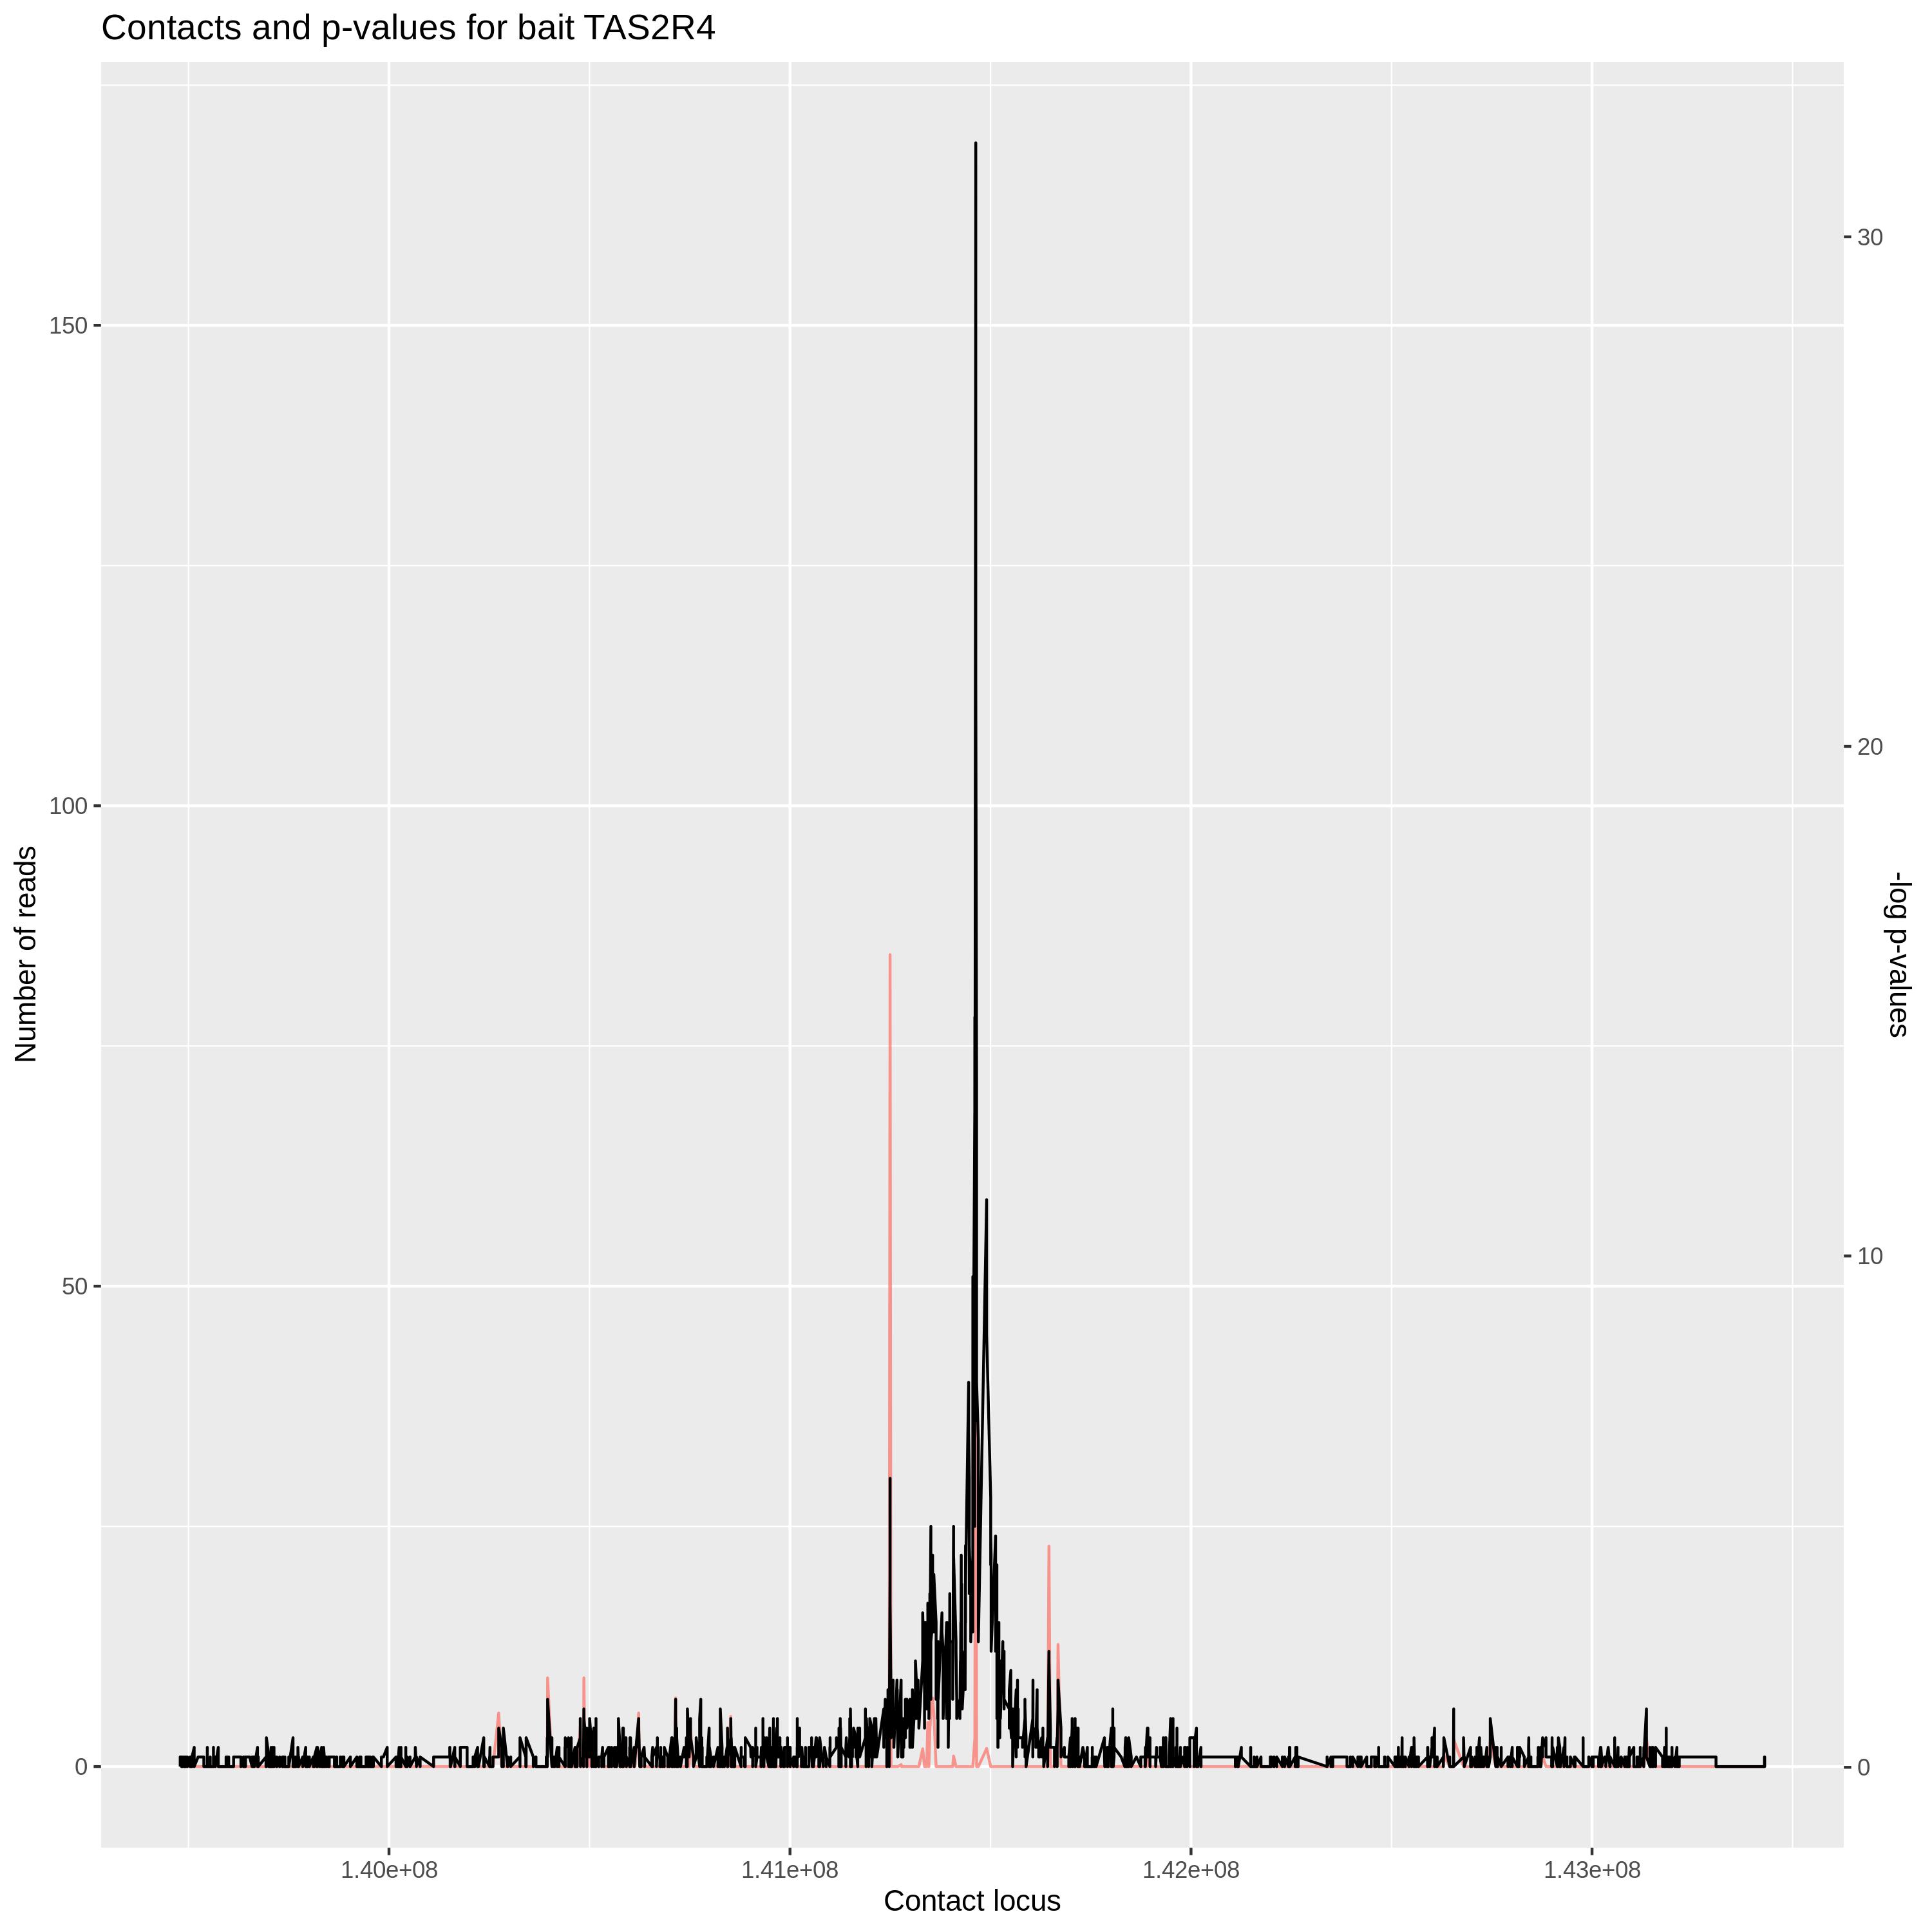 Contacts and p-values for bait TAS2R4
Number of reads
150
100
50
0
30
20
10
0
-log p-values
1.40e+08
1.41e+08
1.42e+08
1.43e+08
Contact locus